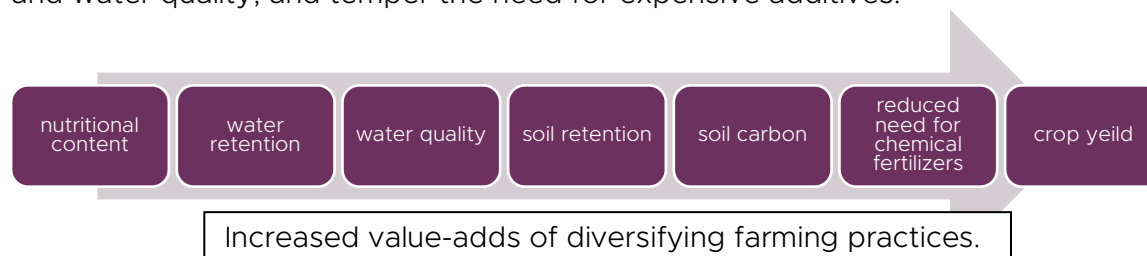 and water quality, and temper the need for expensive additives.
nutritional
content
water
retention
water quality
soil retention
soil carbon
reduced
need for
chemical
fertilizers
crop yeild
Increased value-adds of diversifying farming practices.